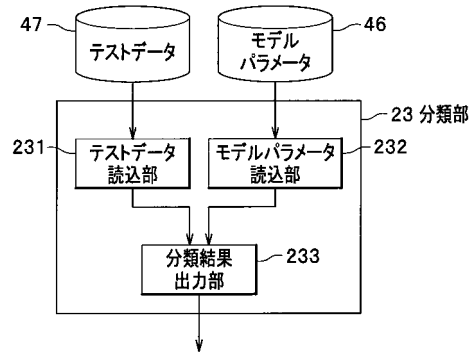 47
テストデータ
モデル
パラメータ
46
23 分類部
231
テストデータ
読込部
モデルパラメータ
読込部
232
分類結果
出力部
233